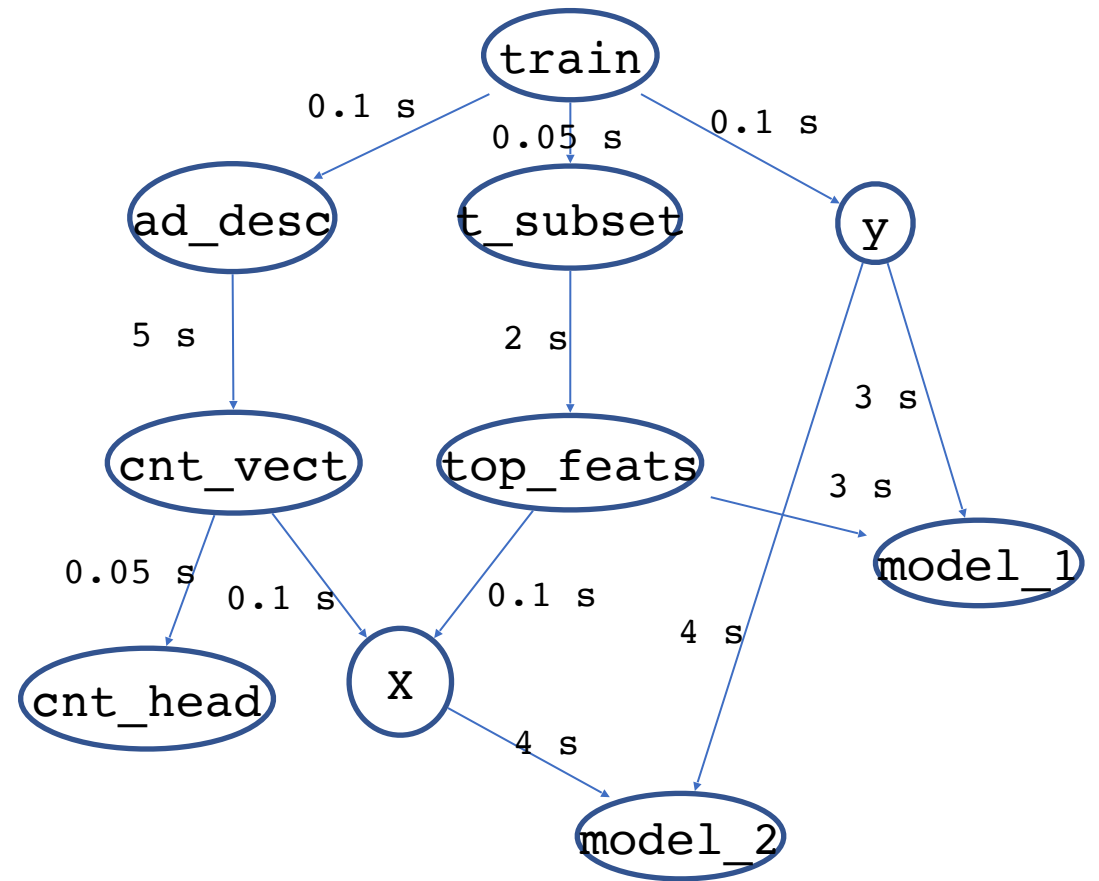 train
0.1 s
0.05 s
0.1 s
ad_desc
t_subset
y
5 s
2 s
3 s
cnt_vect
top_feats
3 s
model_1
0.05 s
0.1 s
0.1 s
4 s
cnt_head
X
4 s
model_2